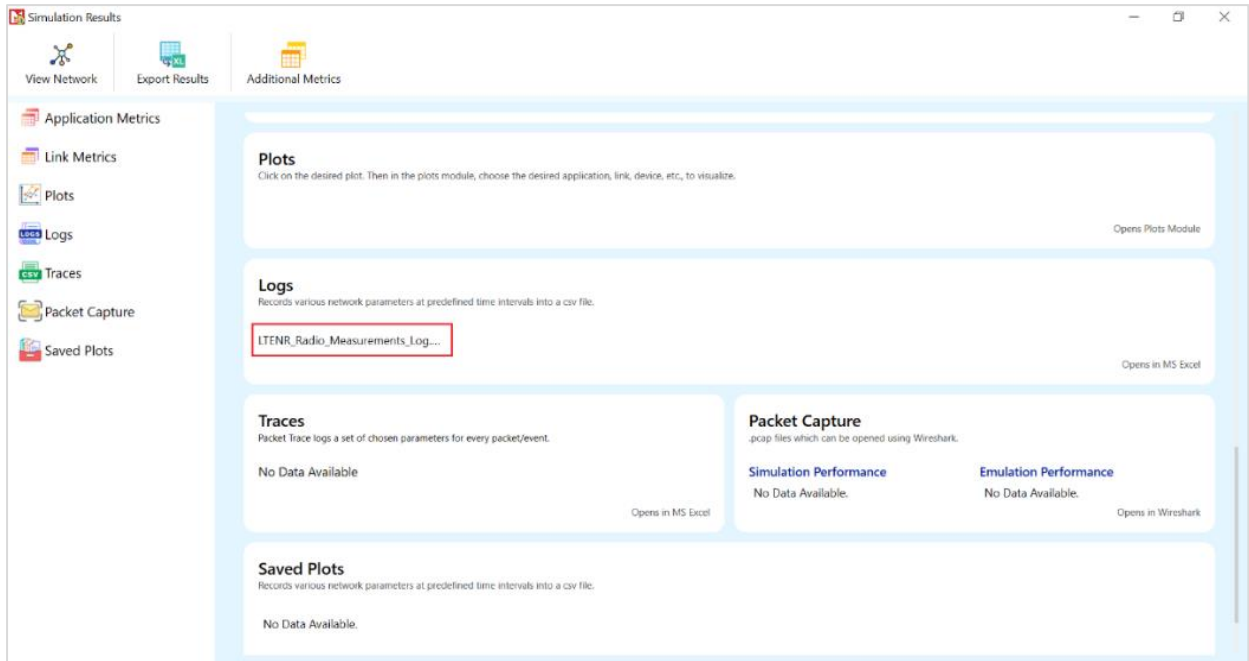 Simulation Results
View Network
Export Results
Additional Metrics
Application Metrics
Link Metrics
Plots
Logs
Traces
Packet Capture
Saved Plots
Plots
Click on the desired plot. Then in the plots module, choose the desired application, link, device, etc., to visualize.
Opens Plots Module
Logs
Records various network parameters at predefined time intervals into a csv file.
LTENR_Radio_Measurements_Log....
Opens in MS Excel
Traces
Packet Trace logs a set of chosen parameters for every packet/event.
No Data Available
Opens in MS Excel
Packet Capture
.pcap files which can be opened using Wireshark.
Simulation Performance
No Data Available.
Emulation Performance
No Data Available.
Opens in Wireshark
Saved Plots
Records various network parameters at predefined time intervals into a csv file.
No Data Available.